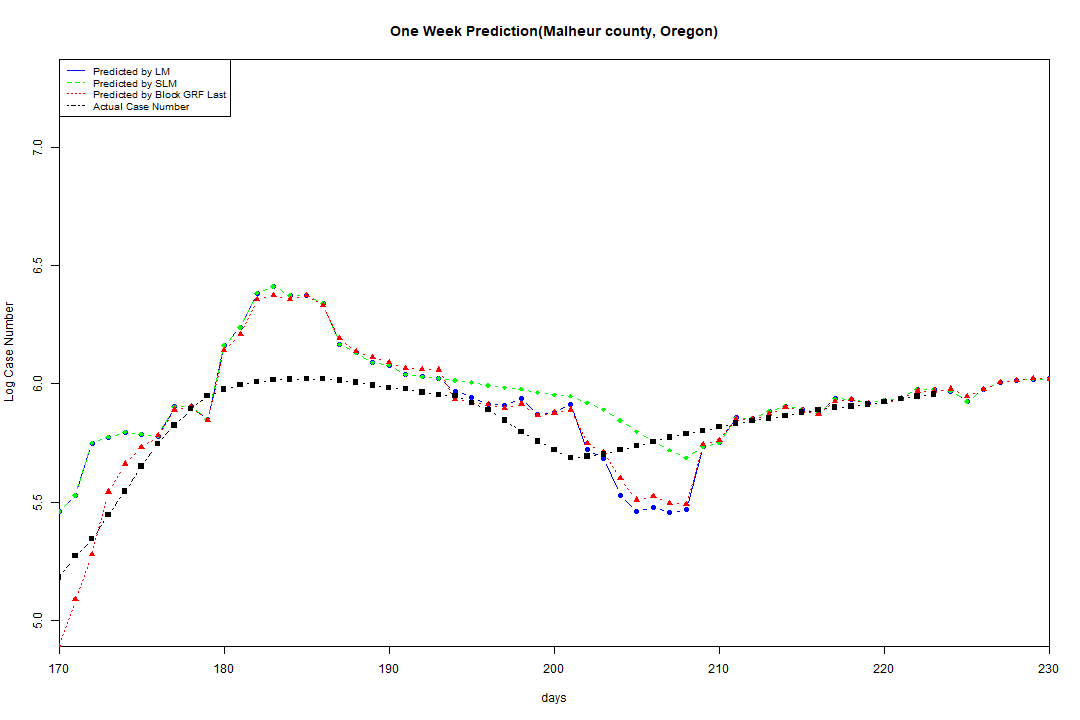 One Week Prediction(Malheur county, Oregon)
Predicted by LM
Predicted by SLM
Predicted by Block GRF Last
Actual Case Number
Log Case Number
7.0
6.5
6.0
5.5
5.0
170 180 190 200 210 220 230
days